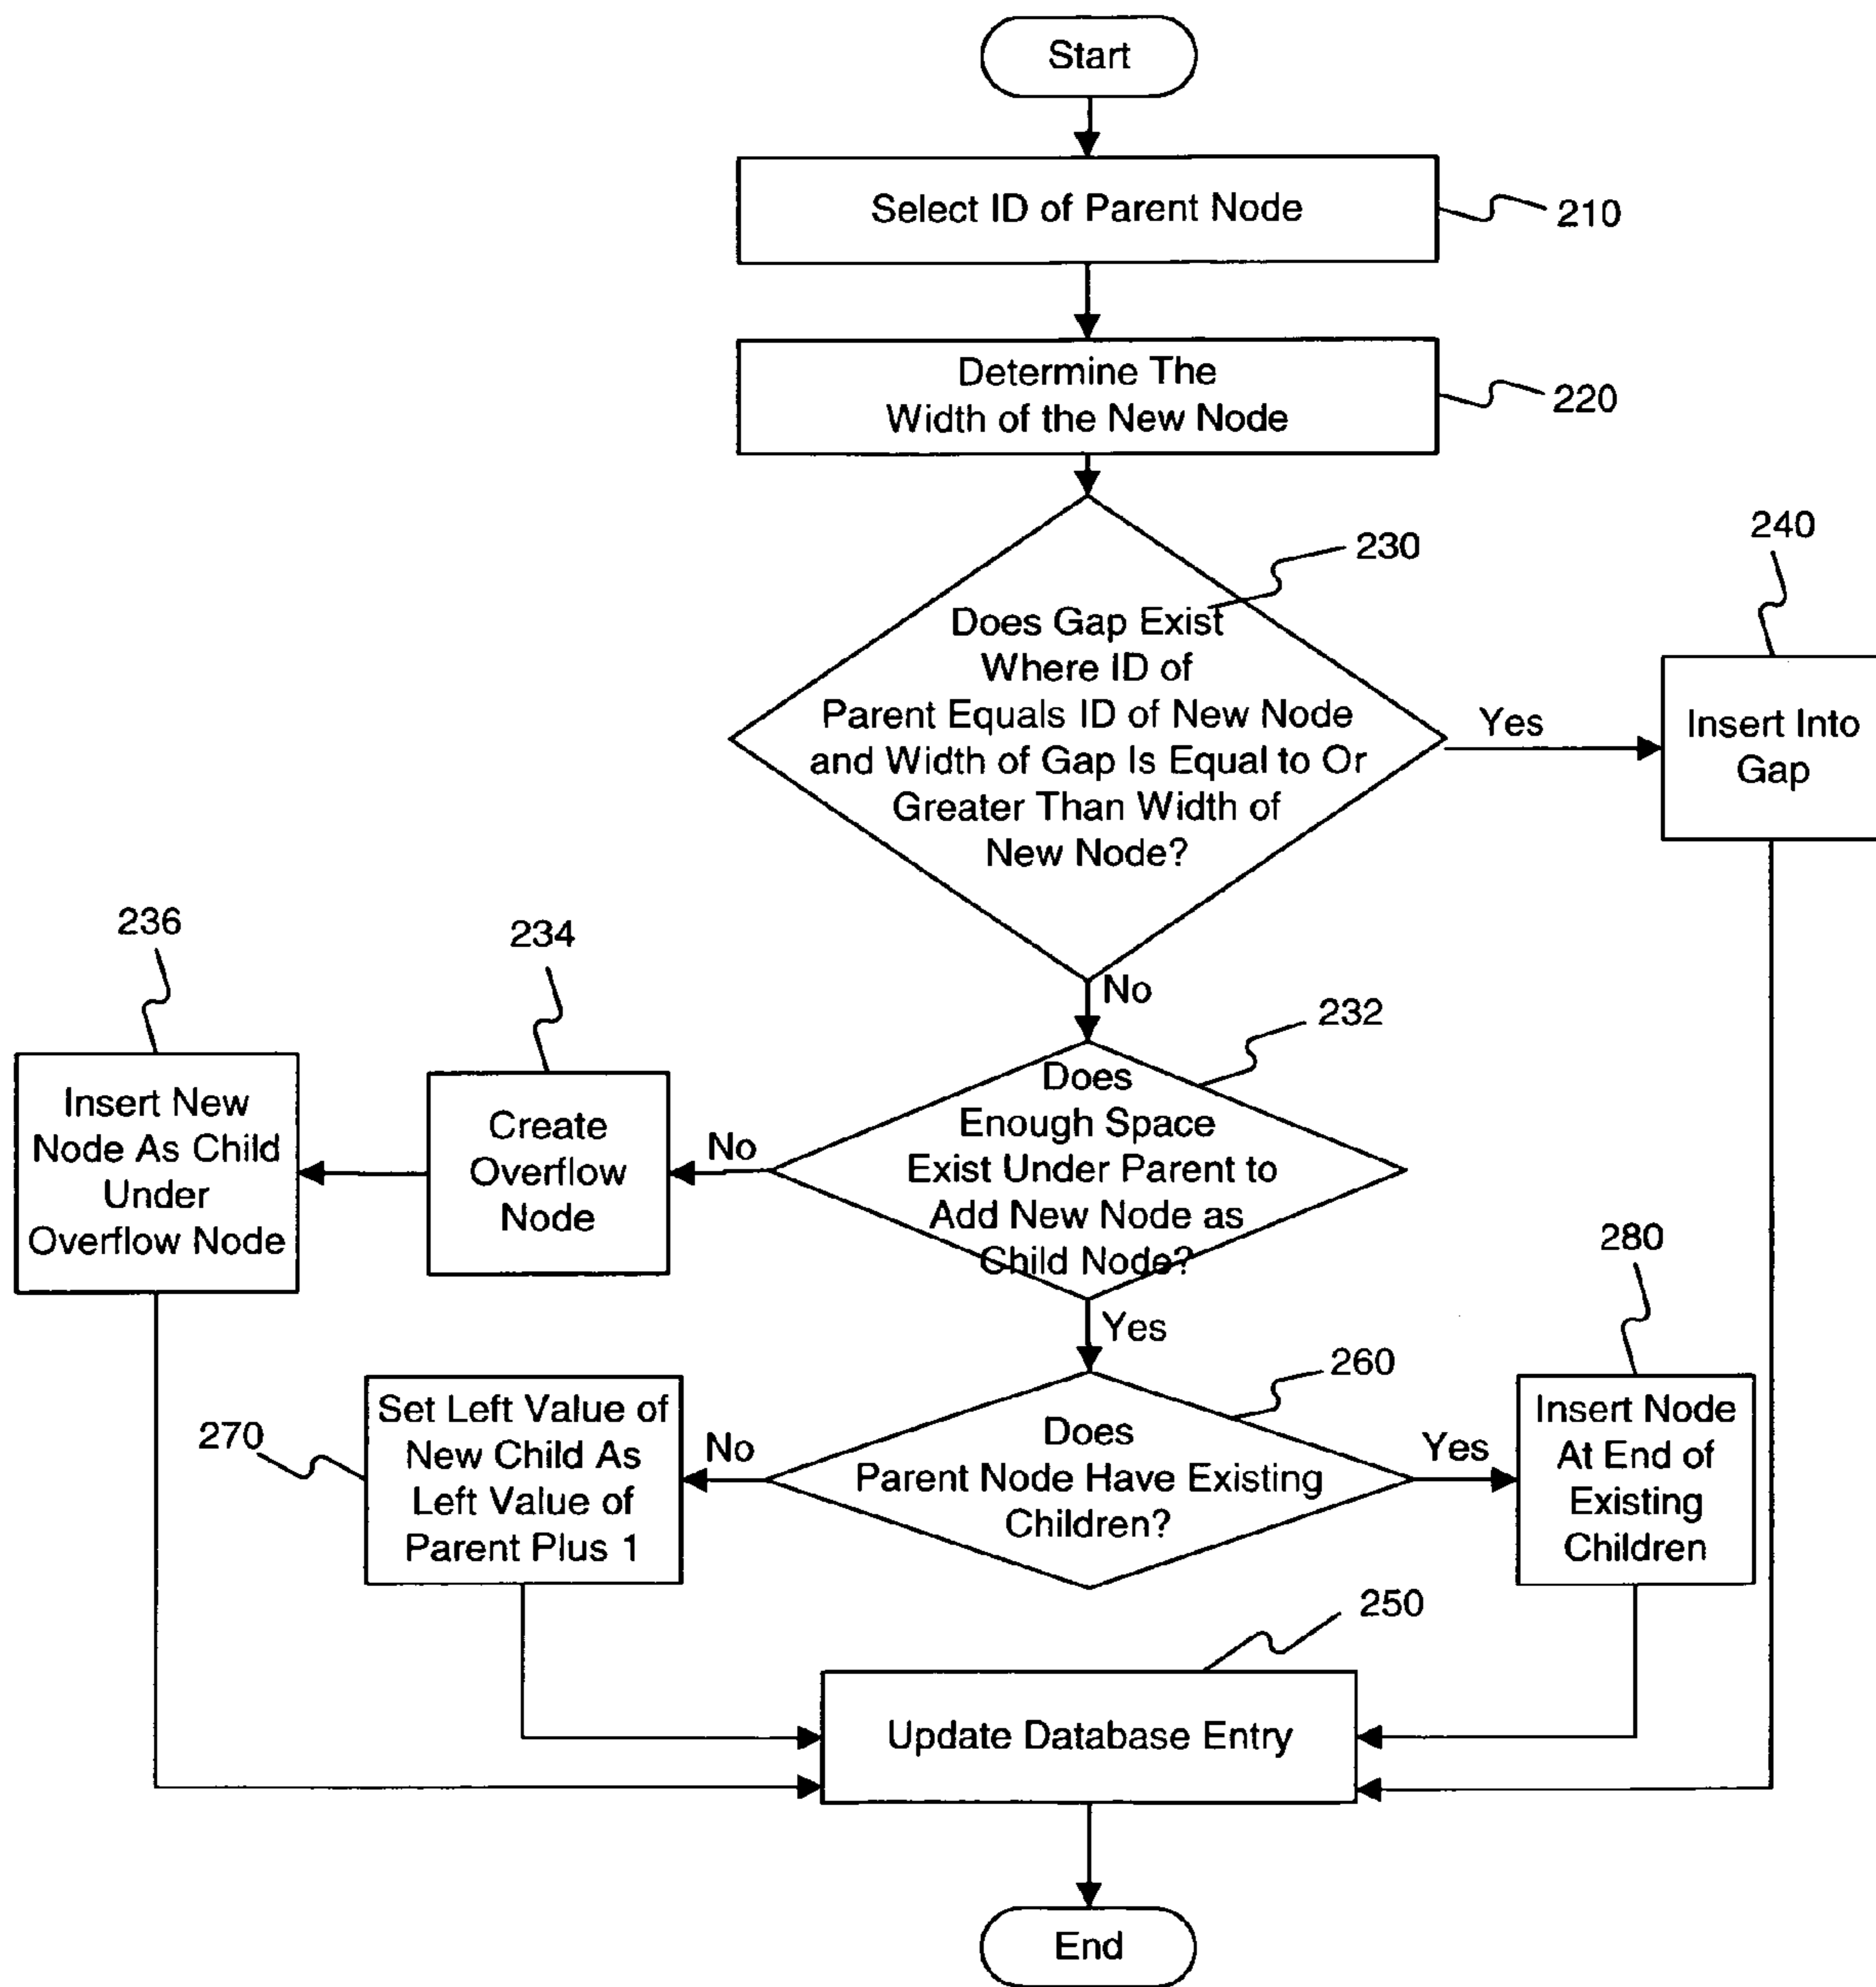 Start
Select ID of Parent Node
210
Determine The
Width of the New Node
220
230
Does Gap Exist
Where ID of
Parent Equals ID of New Node
and Width of Gap Is Equal to Or
Greater Than Width of
New Node?
Yes
240
Insert Into
Gap
No
232
Does
Enough Space
Exist Under Parent to
Add New Node as
Child Node?
No
234
Create
Overflow
Node
236
Insert New
Node As Child
Under
Overflow Node
Yes
260
Does
Parent Node Have Existing
Children?
No
270
Set Left Value of
New Child As
Left Value of
Parent Plus 1
Yes
280
Insert Node
At End of
Existing
Children
250
Update Database Entry
End